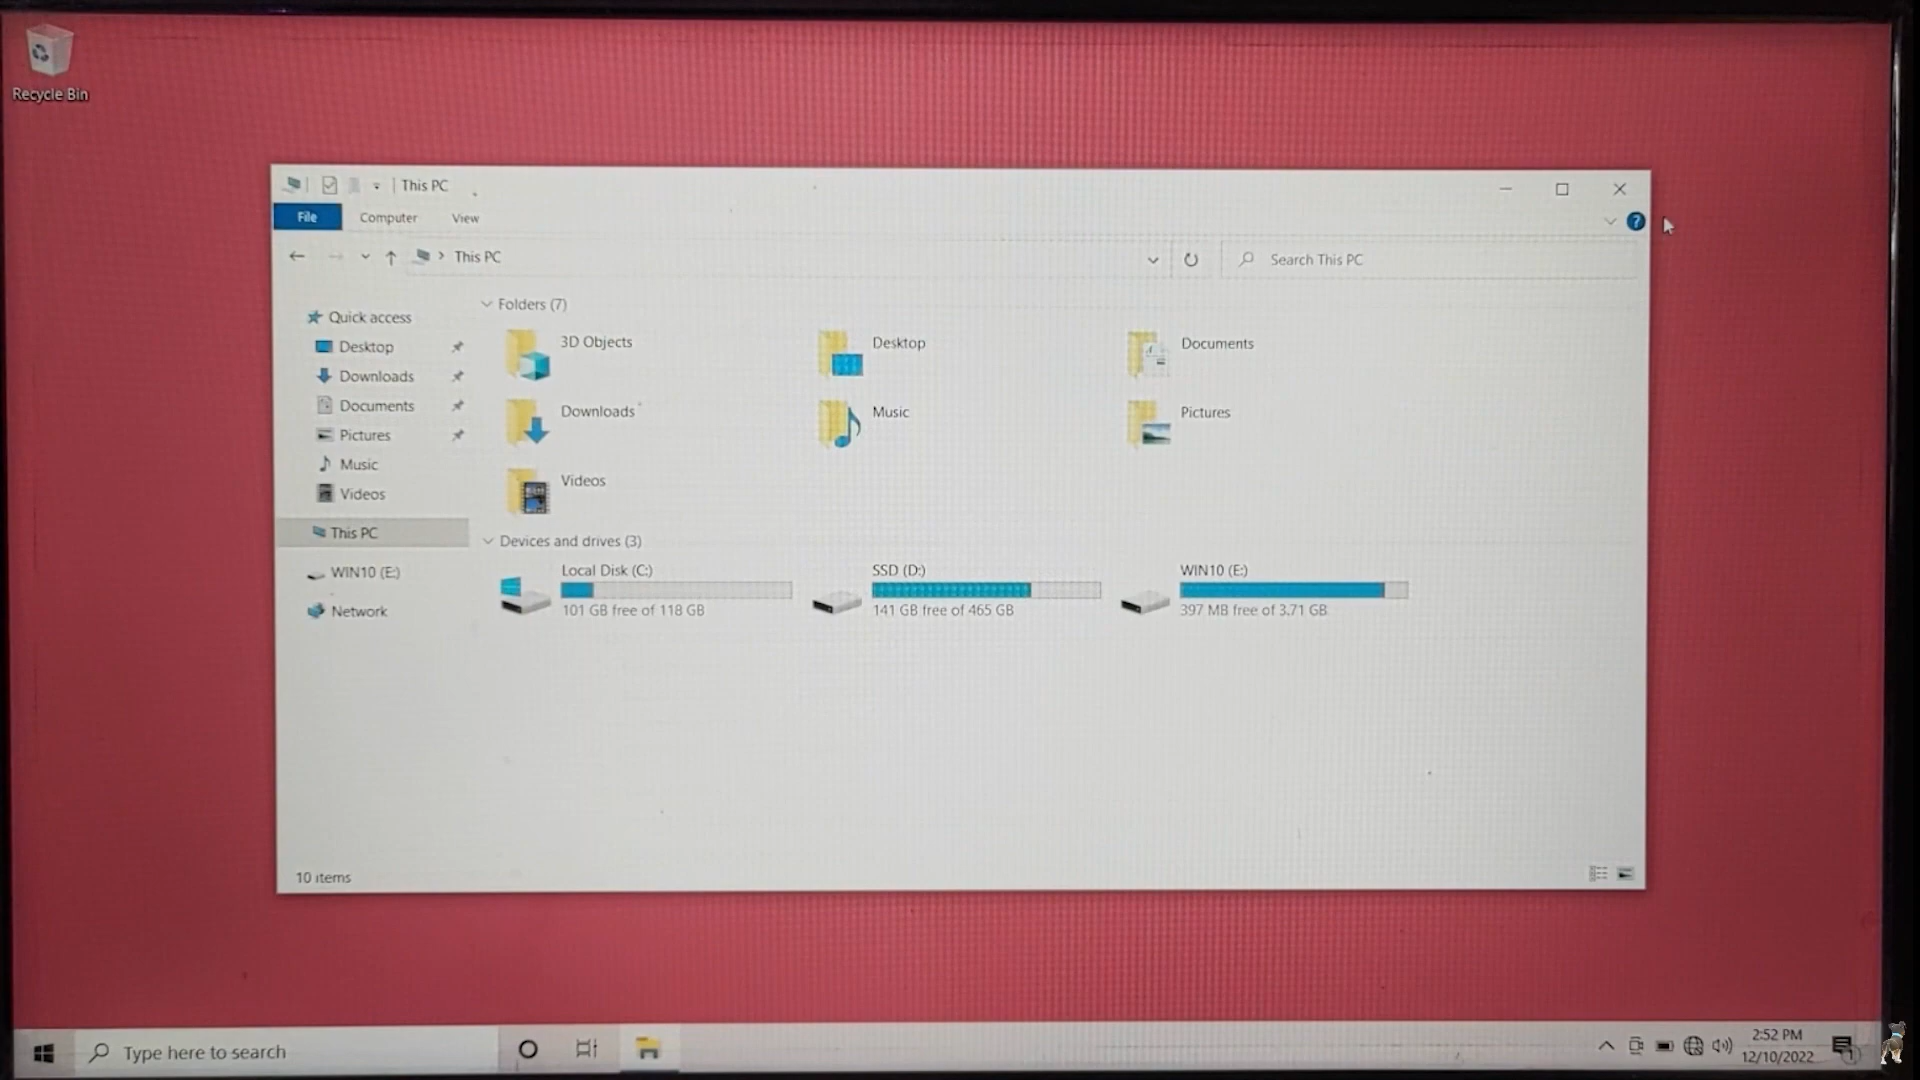 Recycle Bin
This PC
File
Computer
View
This PC
Search This PC
Quick access
Desktop
Downloads
Documents
Pictures
Music
Videos
This PC
WIN10 (E:)
Network
Folders (7)
3D Objects
Desktop
Documents
Downloads
Music
Pictures
Videos
Devices and drives (3)
Local Disk (C:)
101 GB free of 118 GB
SSD (D:)
141 GB free of 465 GB
WIN10 (E:)
397 MB free of 3.71 GB
10 items
Type here to search
2:52 PM
12/10/2022
1